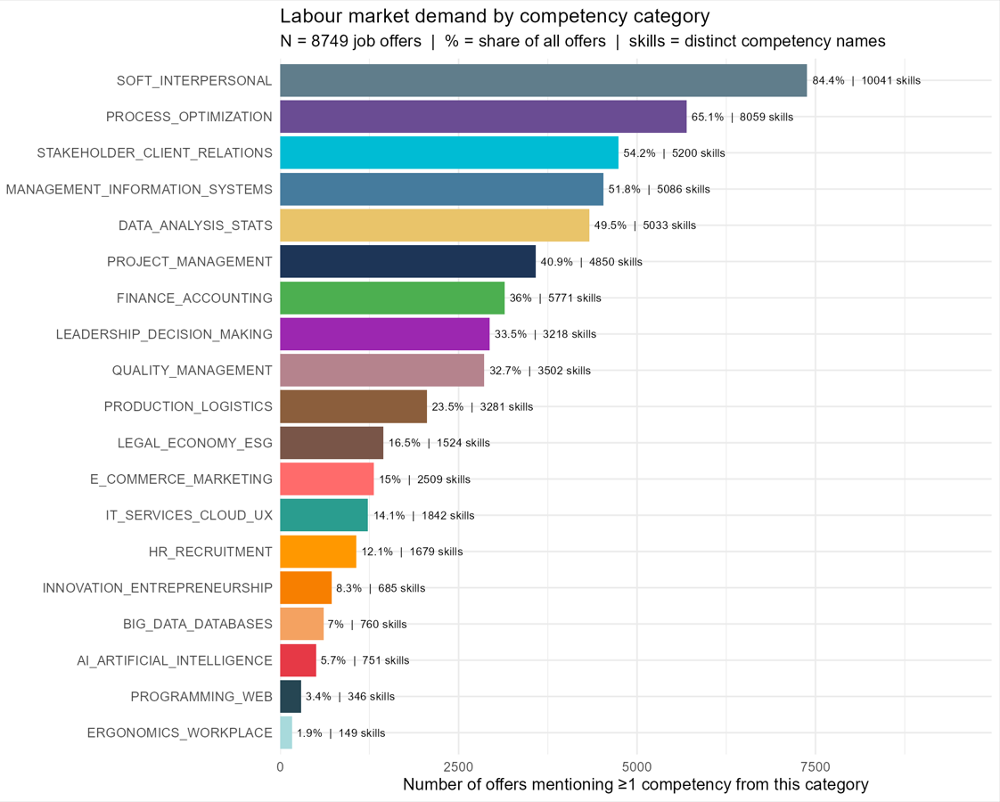 Labour market demand by competency category
N = 8749 job offers | % = share of all offers | skills = distinct competency names
SOFT_INTERPERSONAL 84.4% | 10041 skills
PROCESS_OPTIMIZATION 65.1% | 8059 skills
STAKEHOLDER_CLIENT_RELATIONS 54.2% | 5200 skills
MANAGEMENT_INFORMATION_SYSTEMS 51.8% | 5086 skills
DATA_ANALYSIS_STATS 49.5% | 5033 skills
PROJECT_MANAGEMENT 40.9% | 4850 skills
FINANCE_ACCOUNTING 36% | 5771 skills
LEADERSHIP_DECISION_MAKING 33.5% | 3218 skills
QUALITY_MANAGEMENT 32.7% | 3502 skills
PRODUCTION_LOGISTICS 23.5% | 3281 skills
LEGAL_ECONOMY_ESG 16.5% | 1524 skills
E_COMMERCE_MARKETING 15% | 2509 skills
IT_SERVICES_CLOUD_UX 14.1% | 1842 skills
HR_RECRUITMENT 12.1% | 1679 skills
INNOVATION_ENTREPRENEURSHIP 8.3% | 685 skills
BIG_DATA_DATABASES 7% | 760 skills
AI_ARTIFICIAL_INTELLIGENCE 5.7% | 751 skills
PROGRAMMING_WEB 3.4% | 346 skills
ERGONOMICS_WORKPLACE 1.9% | 149 skills
0 2500 5000 7500
Number of offers mentioning ≥1 competency from this category